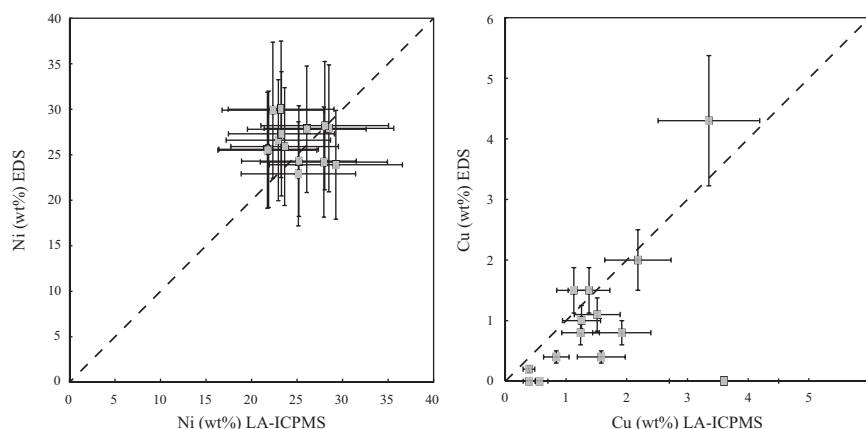 40
35
30
25
20
15
10
5
0
Ni (wt%) EDS
0 5 10 15 20 25 30 35 40
Ni (wt%) LA-ICPMS
6
5
4
3
2
1
0
Cu (wt%) EDS
0 1 2 3 4 5
Cu (wt%) LA-ICPMS